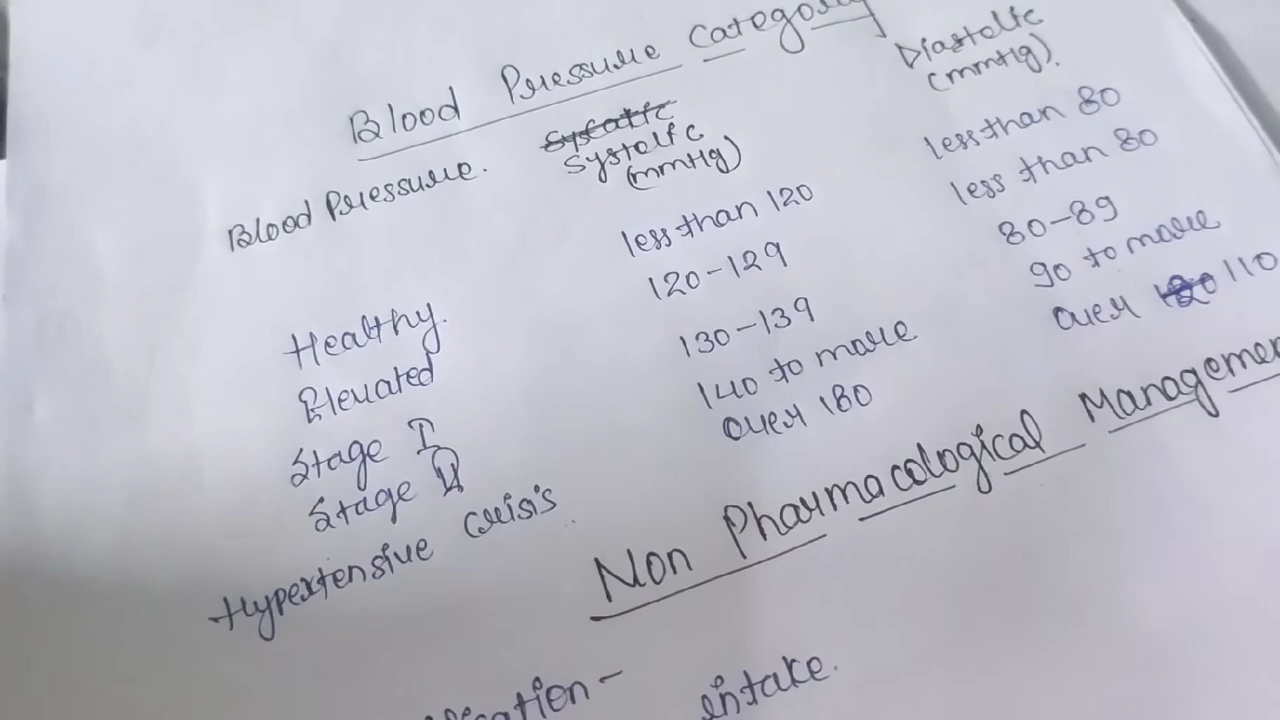 Blood Pressure Category
Blood Pressure. Systolic (mmHg) Diastolic (mmHg).
Healthy. less than 120 less than 80
Elevated 120-129 less than 80
Stage I 130-139 80-89
Stage II 140 to more 90 to more
Hypertensive Crisis over 180 over 110
Non Pharmacological
intake.